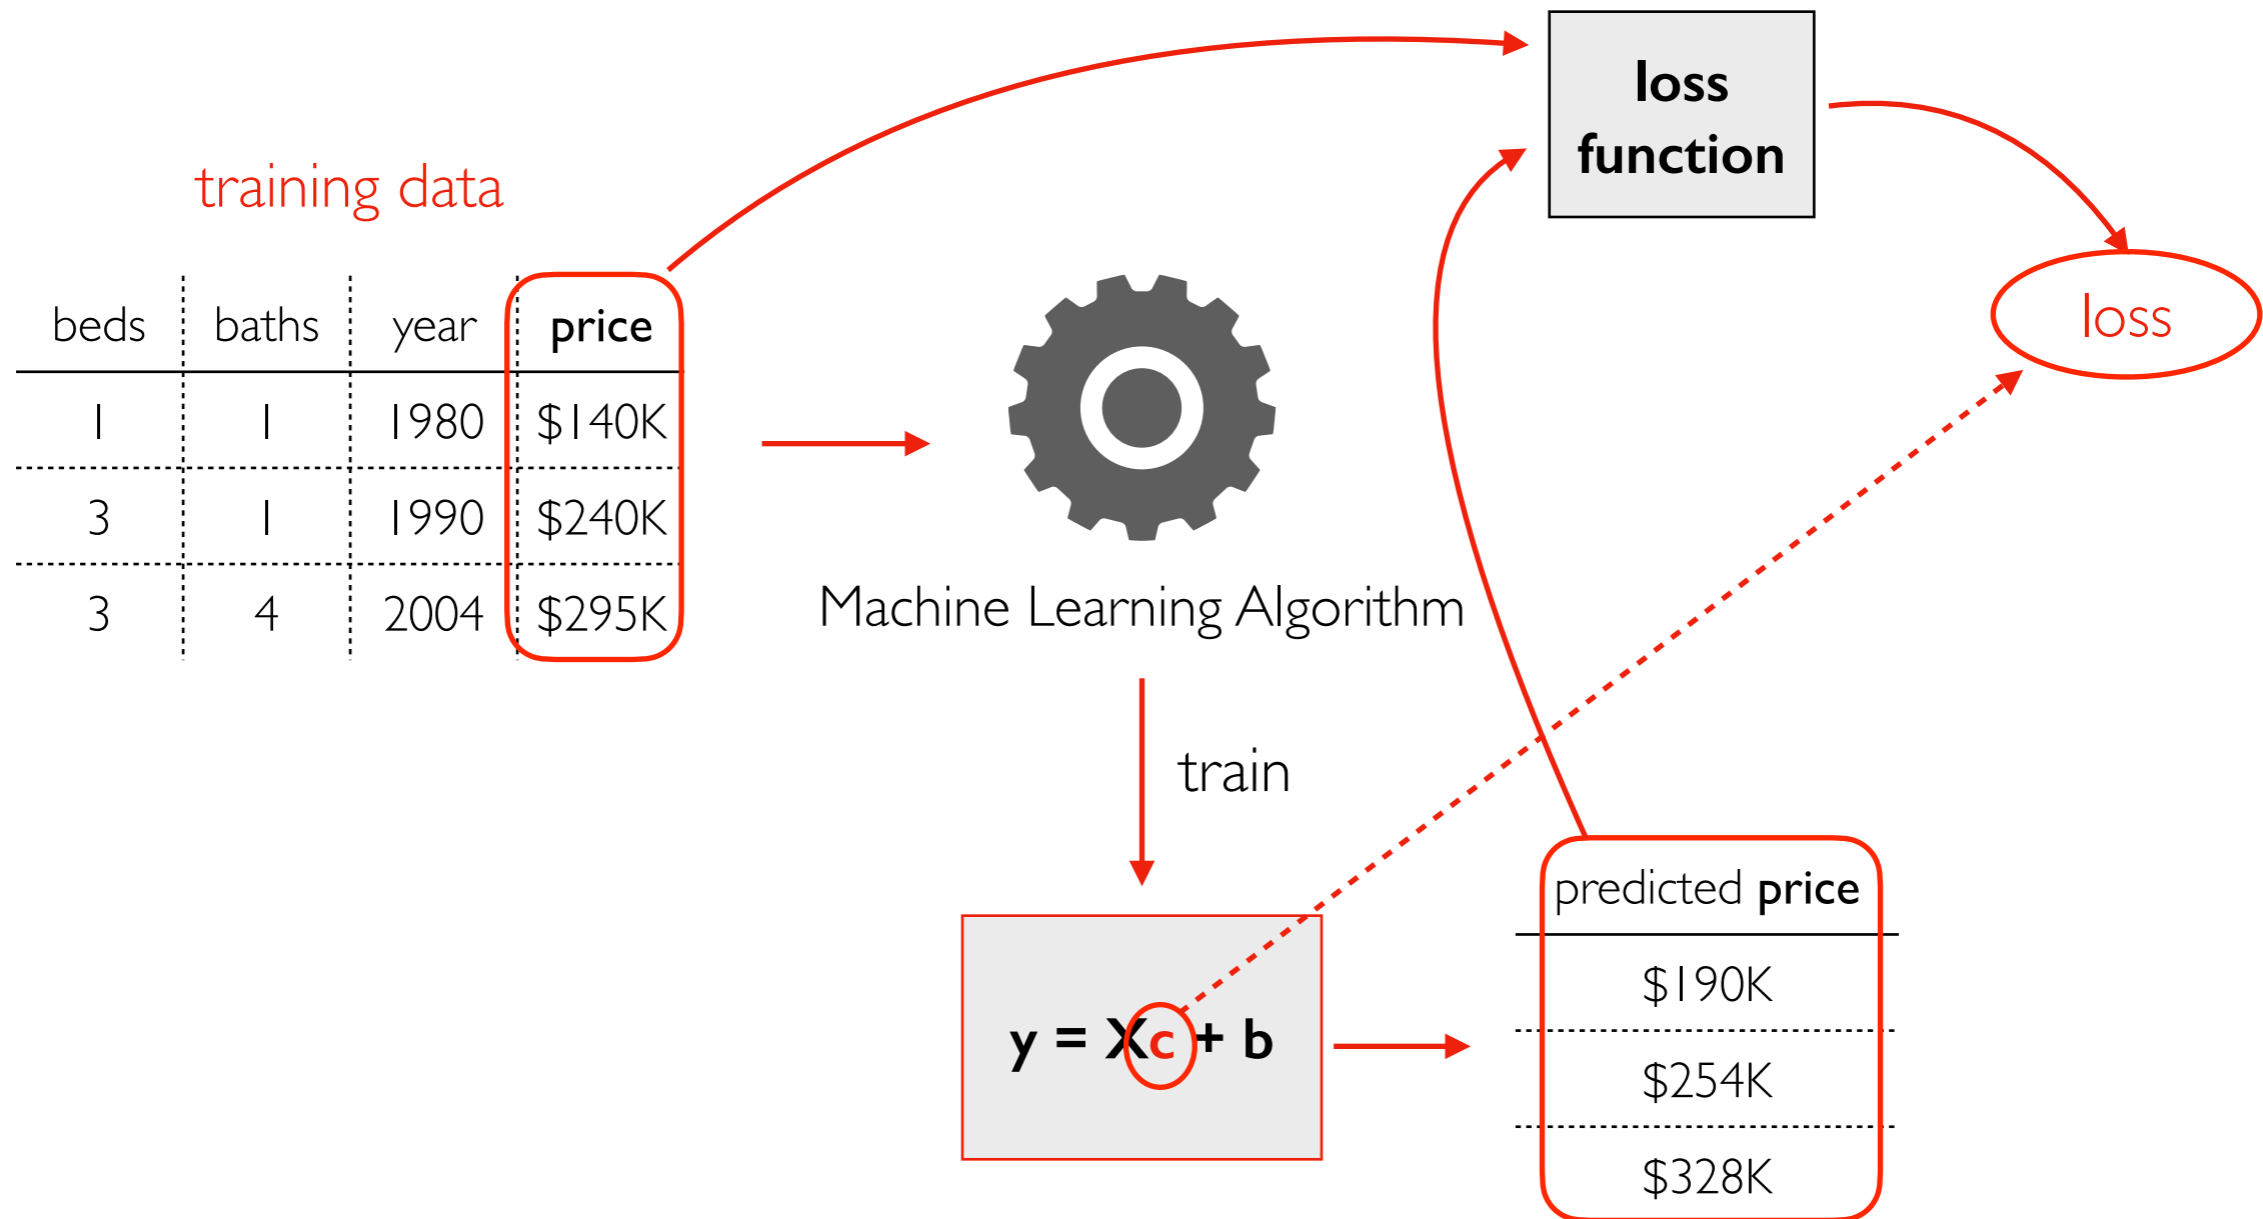 loss
function
training data
loss
beds baths year price
1 1 1980 $140K
3 1 1990 $240K
3 4 2004 $295K
Machine Learning Algorithm
train
predicted price
y = Xc + b
$190K
$254K
$328K